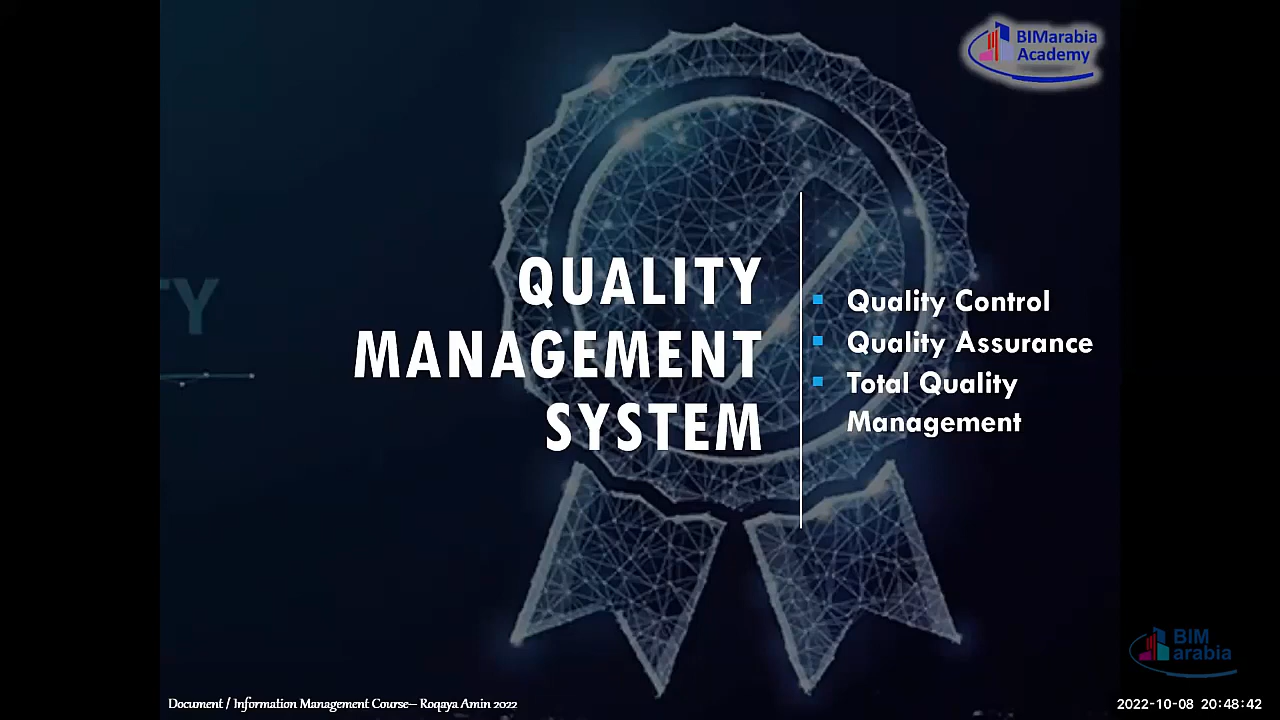 BIMarabia
Academy
TY
QUALITY
MANAGEMENT
SYSTEM
Quality Control
Quality Assurance
Total Quality
Management
BIM
arabia
Document / Information Management Course– Roqaya Amin 2022
2022-10-08 20:48:42